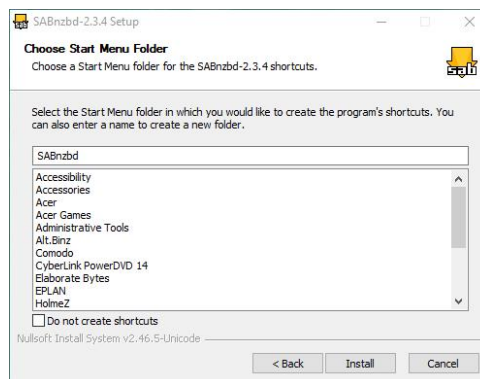 SABnzbd-2.3.4 Setup
Choose Start Menu Folder
Choose a Start Menu folder for the SABnzbd-2.3.4 shortcuts.
sab
Select the Start Menu folder in which you would like to create the program's shortcuts. You
can also enter a name to create a new folder.
SABnzbd
Accessibility
Accessories
Acer
Acer Games
Administrative Tools
Alt.Binz
Comodo
CyberLink PowerDVD 14
Elaborate Bytes
EPLAN
HolmeZ
Do not create shortcuts
Nullsoft Install System v2.46.5-Unicode
< Back Install Cancel